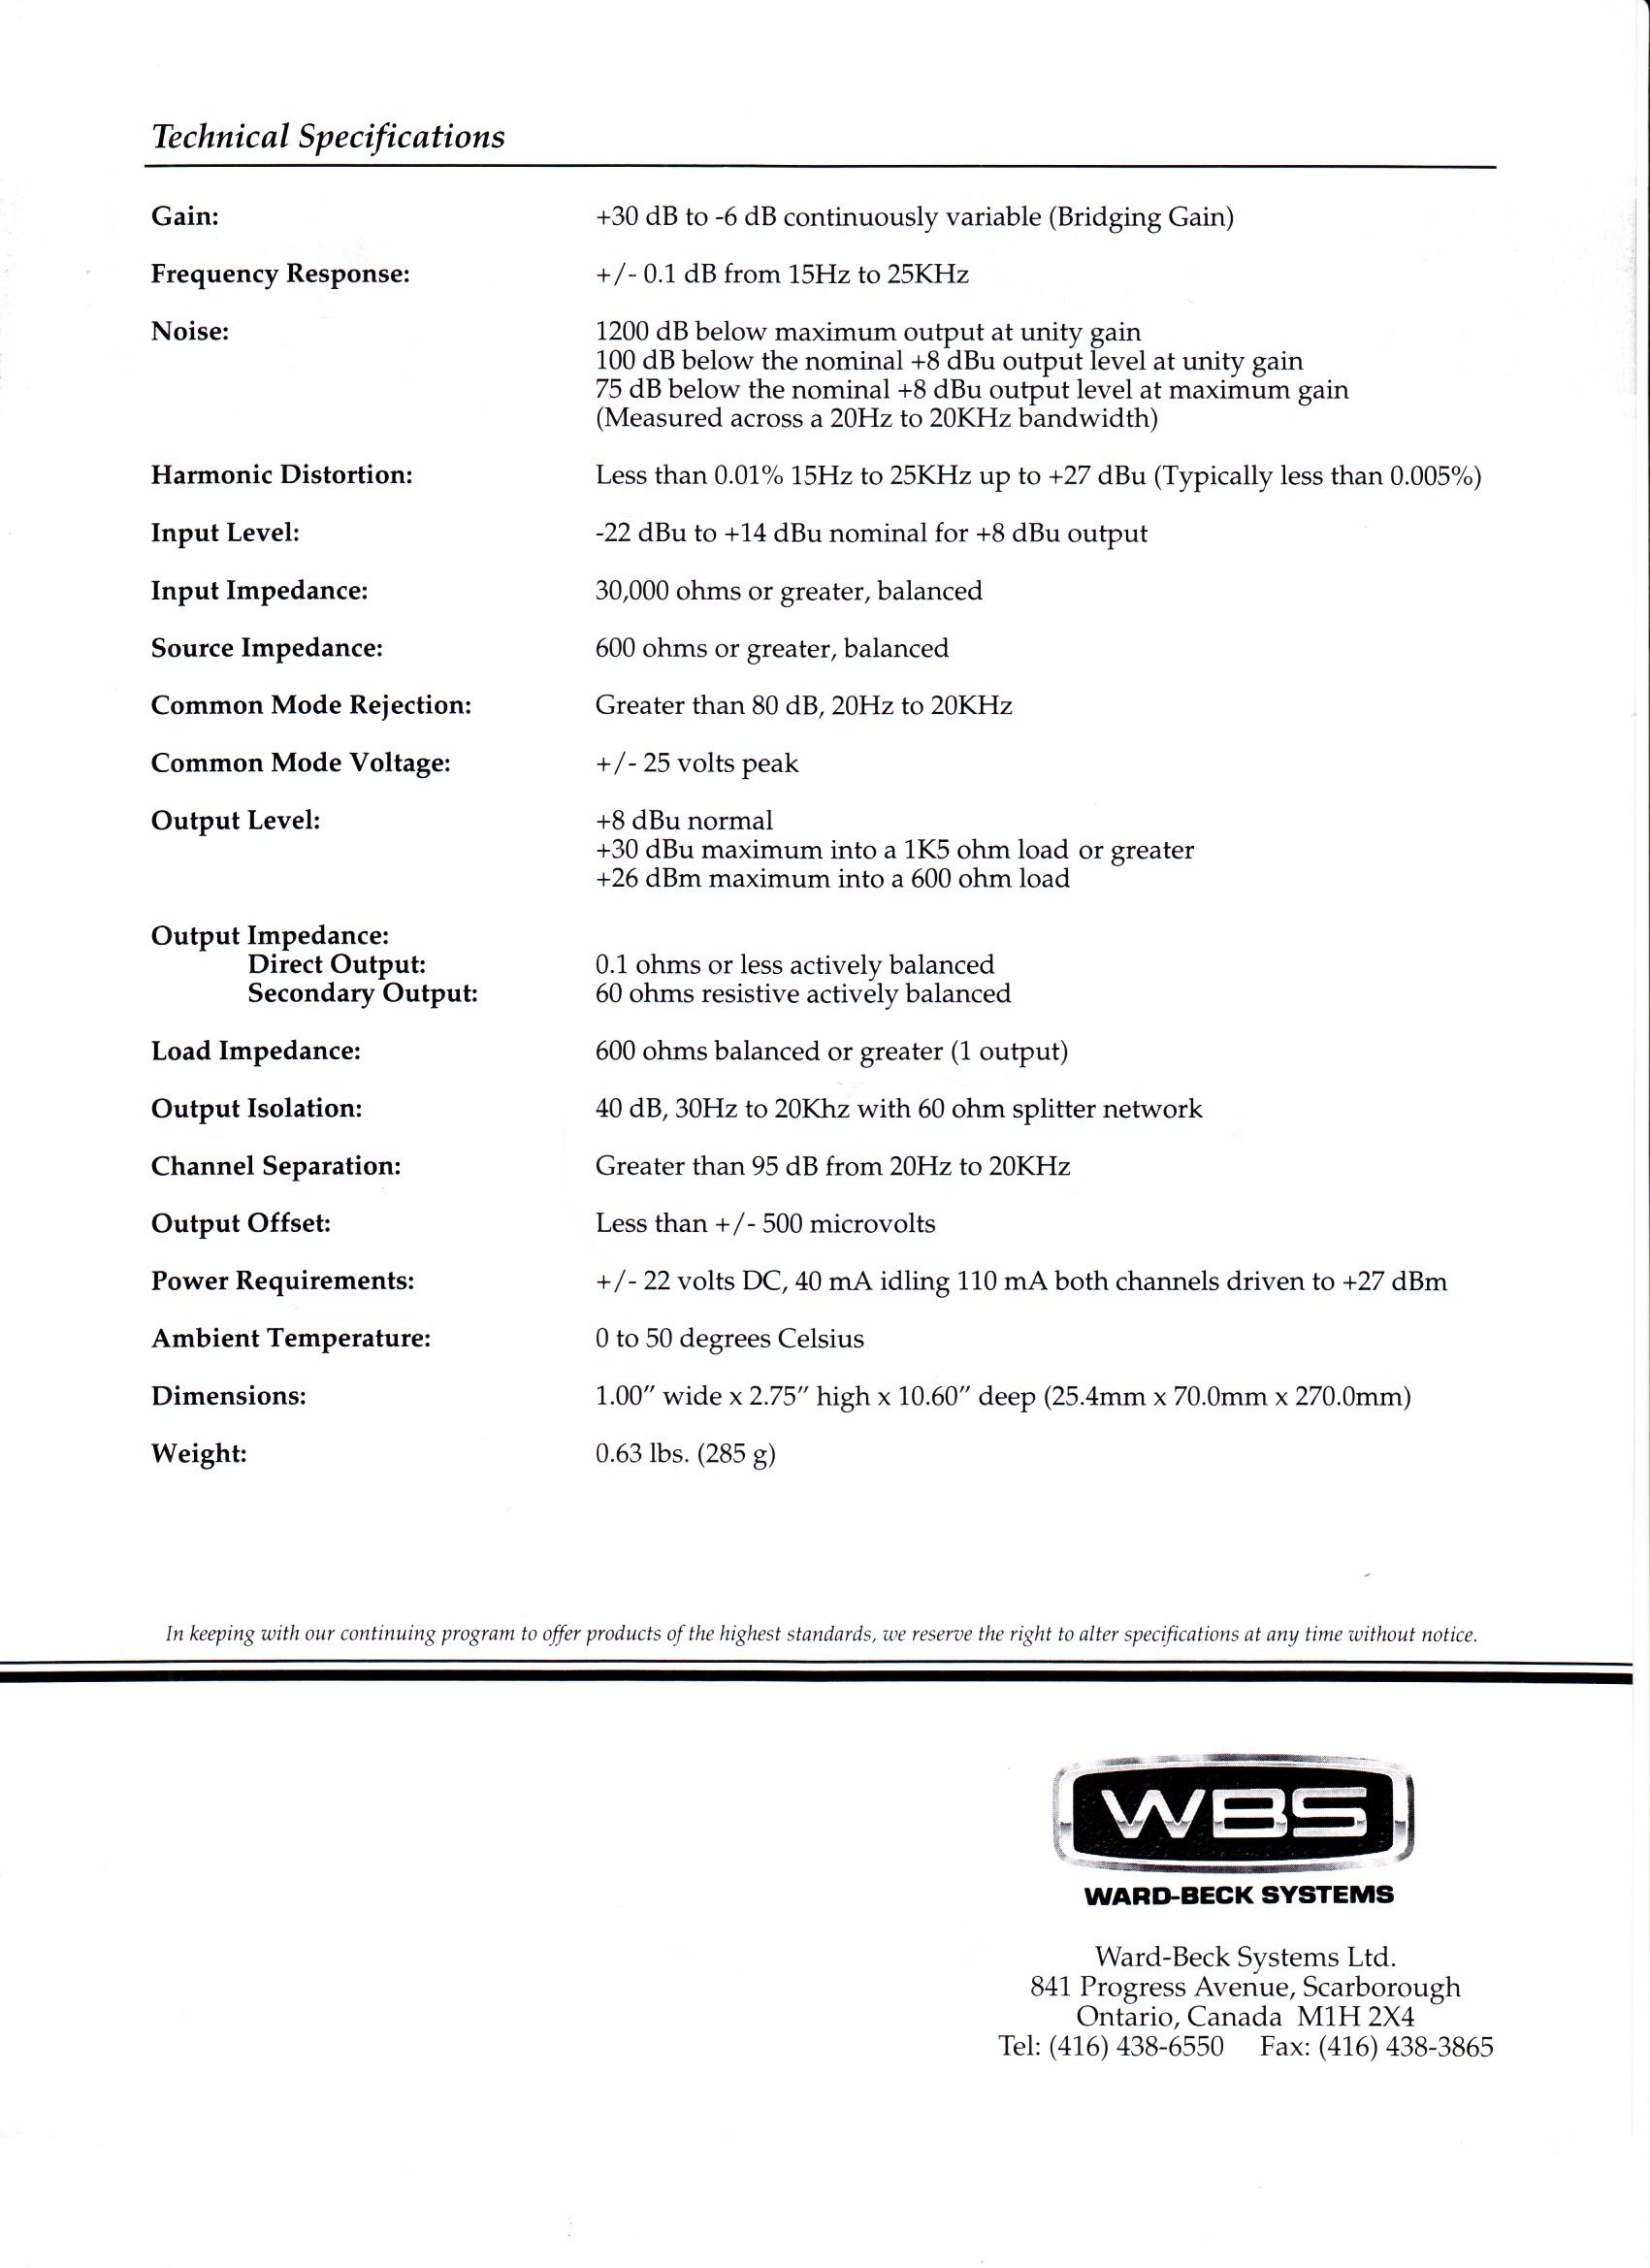 Technical Specifications
Gain: +30 dB to -6 dB continuously variable (Bridging Gain)
Frequency Response: +/- 0.1 dB from 15Hz to 25KHz
Noise: 1200 dB below maximum output at unity gain
100 dB below the nominal +8 dBu output level at unity gain
75 dB below the nominal +8 dBu output level at maximum gain
(Measured across a 20Hz to 20KHz bandwidth)
Harmonic Distortion: Less than 0.01% 15Hz to 25KHz up to +27 dBu (Typically less than 0.005%)
Input Level: -22 dBu to +14 dBu nominal for +8 dBu output
Input Impedance: 30,000 ohms or greater, balanced
Source Impedance: 600 ohms or greater, balanced
Common Mode Rejection: Greater than 80 dB, 20Hz to 20KHz
Common Mode Voltage: +/- 25 volts peak
Output Level: +8 dBu normal
+30 dBu maximum into a 1K5 ohm load or greater
+26 dBm maximum into a 600 ohm load
Output Impedance:
Direct Output: 0.1 ohms or less actively balanced
Secondary Output: 60 ohms resistive actively balanced
Load Impedance: 600 ohms balanced or greater (1 output)
Output Isolation: 40 dB, 30Hz to 20Khz with 60 ohm splitter network
Channel Separation: Greater than 95 dB from 20Hz to 20KHz
Output Offset: Less than +/- 500 microvolts
Power Requirements: +/- 22 volts DC, 40 mA idling 110 mA both channels driven to +27 dBm
Ambient Temperature: 0 to 50 degrees Celsius
Dimensions: 1.00″ wide x 2.75″ high x 10.60″ deep (25.4mm x 70.0mm x 270.0mm)
Weight: 0.63 lbs. (285 g)
In keeping with our continuing program to offer products of the highest standards, we reserve the right to alter specifications at any time without notice.
WBS
WARD-BECK SYSTEMS
Ward-Beck Systems Ltd.
841 Progress Avenue, Scarborough
Ontario, Canada M1H 2X4
Tel: (416) 438-6550 Fax: (416) 438-3865